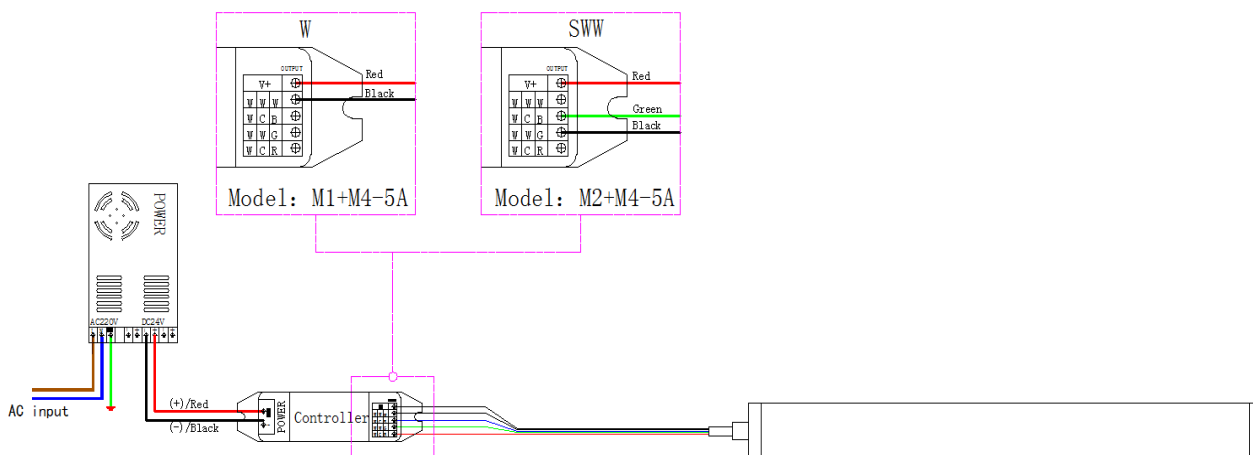 W
OUTPUT
V+
Red
W W W
Black
W C B
W W G
W C R
Model: M1+M4-5A
SWW
OUTPUT
V+
Red
W W W
W C B
Green
W W G
Black
W C R
Model: M2+M4-5A
POWER
AC220V DC24V
AC input
(+)/Red
(-)/Black
POWER
Controller